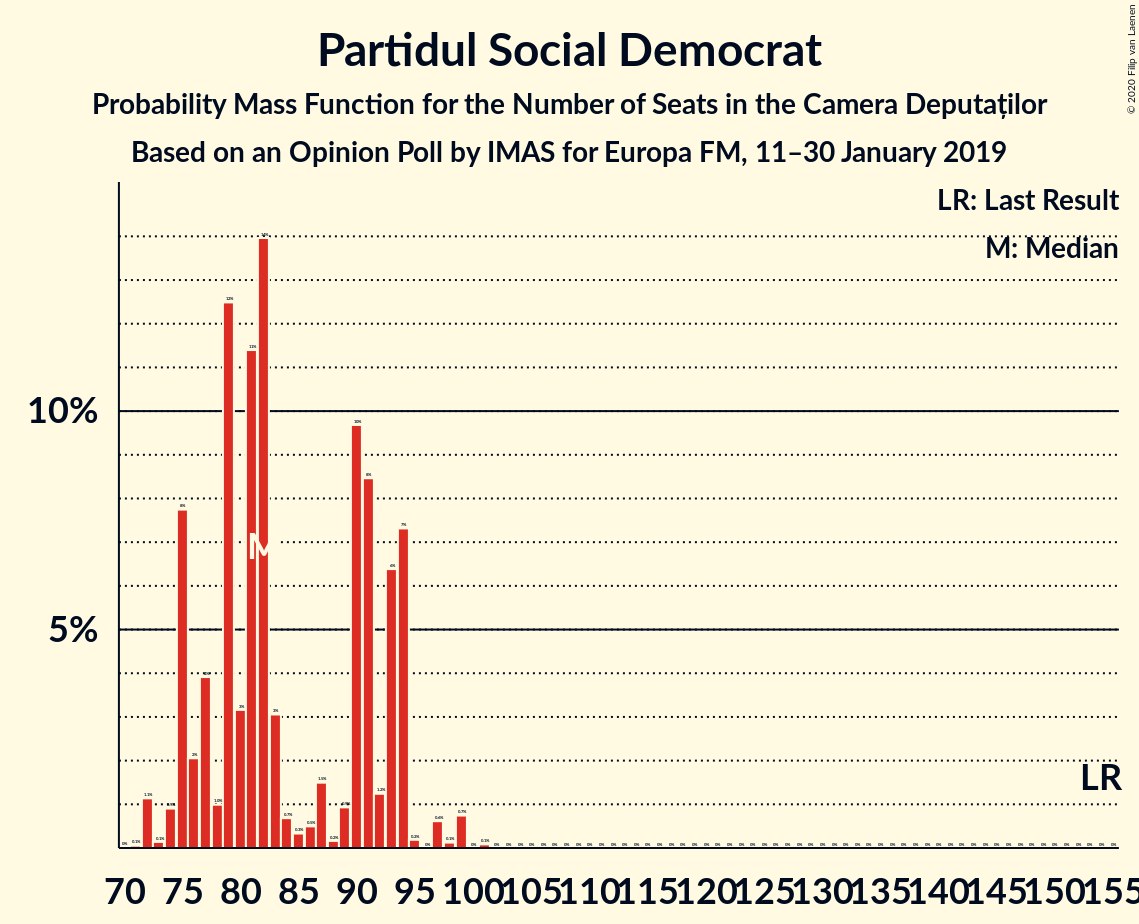 Partidul Social Democrat
Probability Mass Function for the Number of Seats in the Camera Deputaților
Based on an Opinion Poll by IMAS for Europa FM, 11–30 January 2019
© 2020 Filip van Laenen
LR: Last Result
M: Median
10%
5%
M
LR
70 75 80 85 90 95 100 105 110 115 120 125 130 135 140 145 150 155